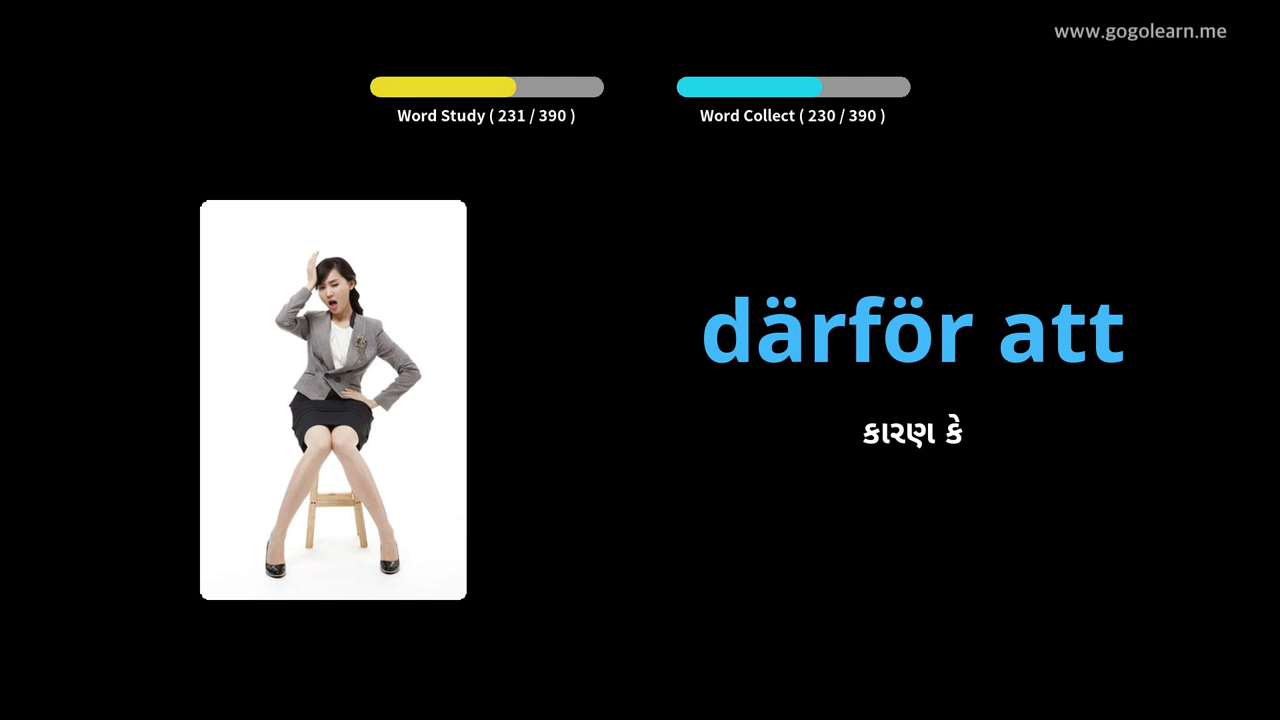 www.gogolearn.me
Word Study ( 231 / 390 )
Word Collect ( 230 / 390 )
därför att
કારણ કે